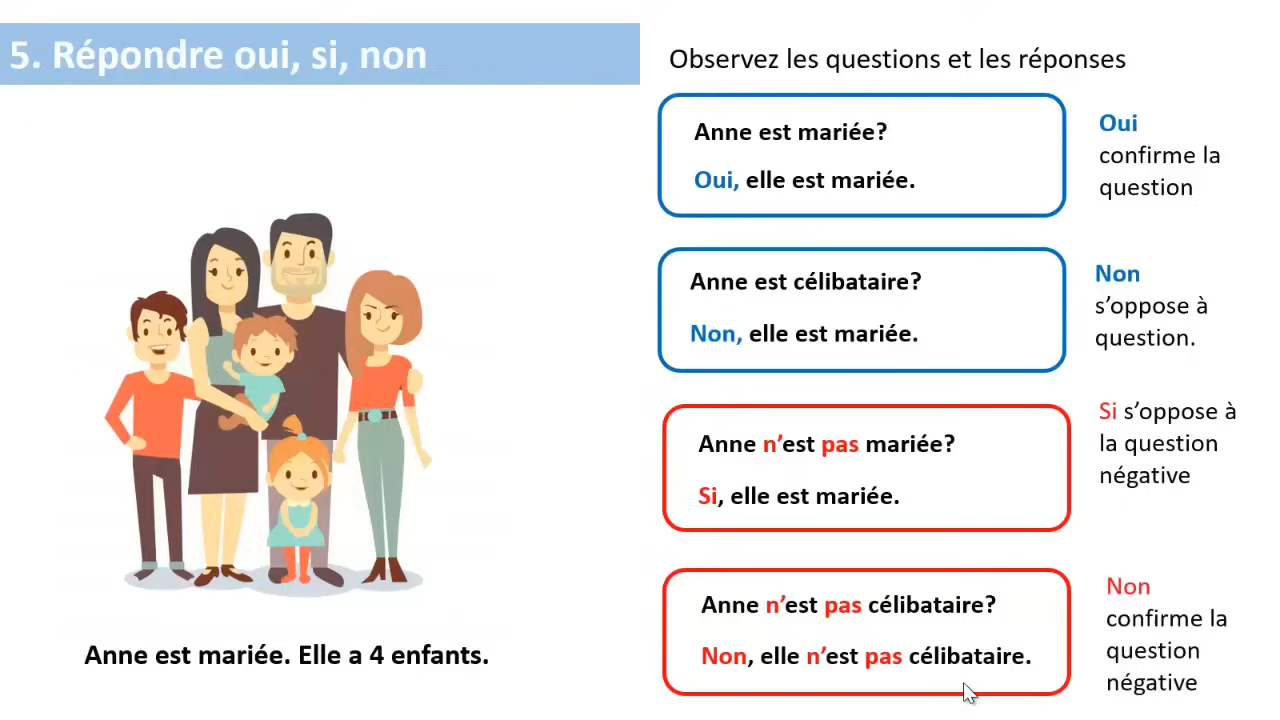 5. Répondre oui, si, non
Anne est mariée. Elle a 4 enfants.
Observez les questions et les réponses
Anne est mariée?
Oui, elle est mariée.
Oui
confirme la
question
Anne est célibataire?
Non, elle est mariée.
Non
s’oppose à
question.
Anne n’est pas mariée?
Si, elle est mariée.
Si s’oppose à
la question
négative
Anne n’est pas célibataire?
Non, elle n’est pas célibataire.
Non
confirme la
question
négative